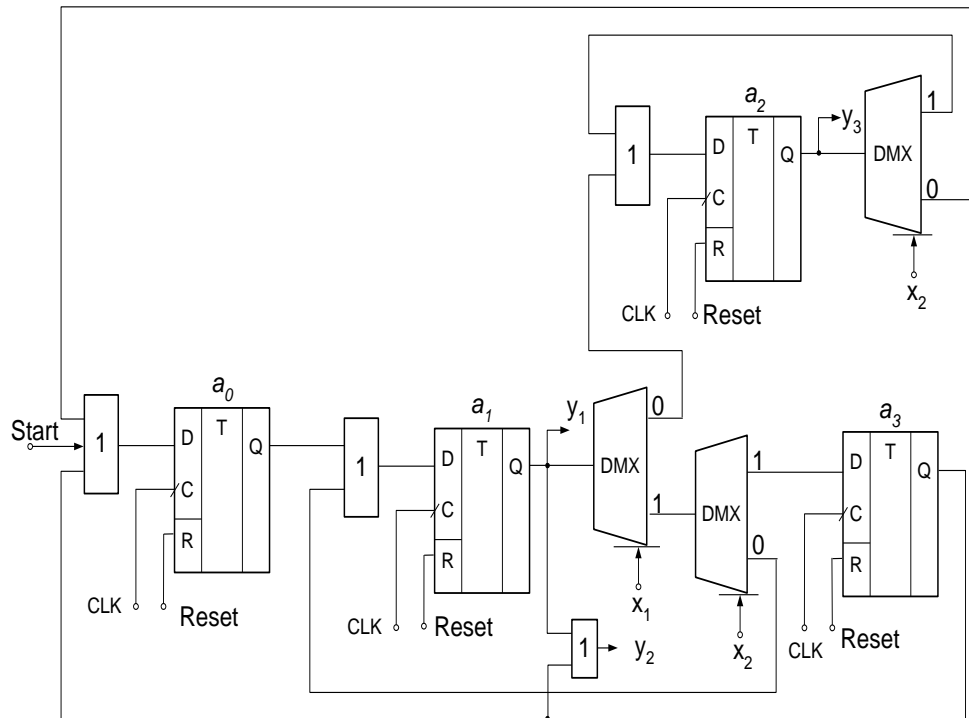 a₂
1
D
T
Q
C
R
y₃
DMX
1
0
x₂
CLK
Reset
Start
1
a₀
D
T
Q
C
R
CLK
Reset
1
a₁
D
T
Q
C
R
CLK
Reset
y₁
DMX
0
1
x₁
DMX
1
0
x₂
a₃
D
T
Q
C
R
CLK
Reset
1
y₂